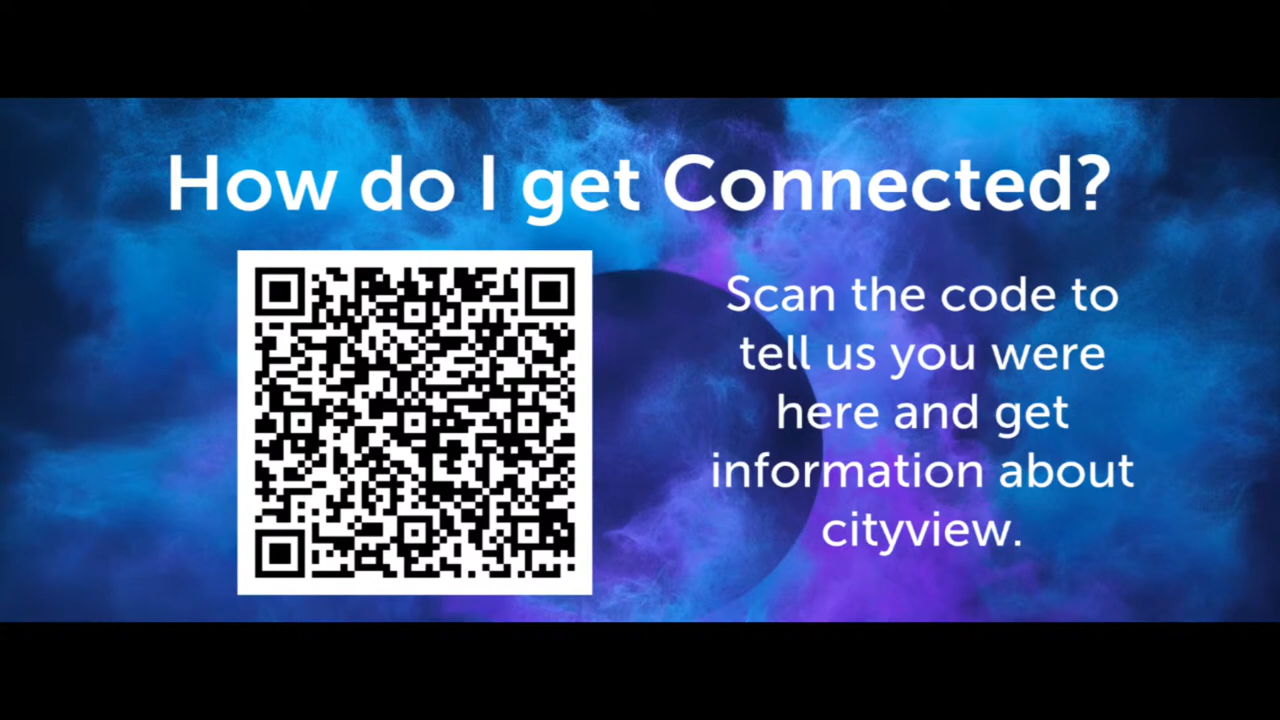 How do I get Connected?
Scan the code to
tell us you were
here and get
information about
cityview.